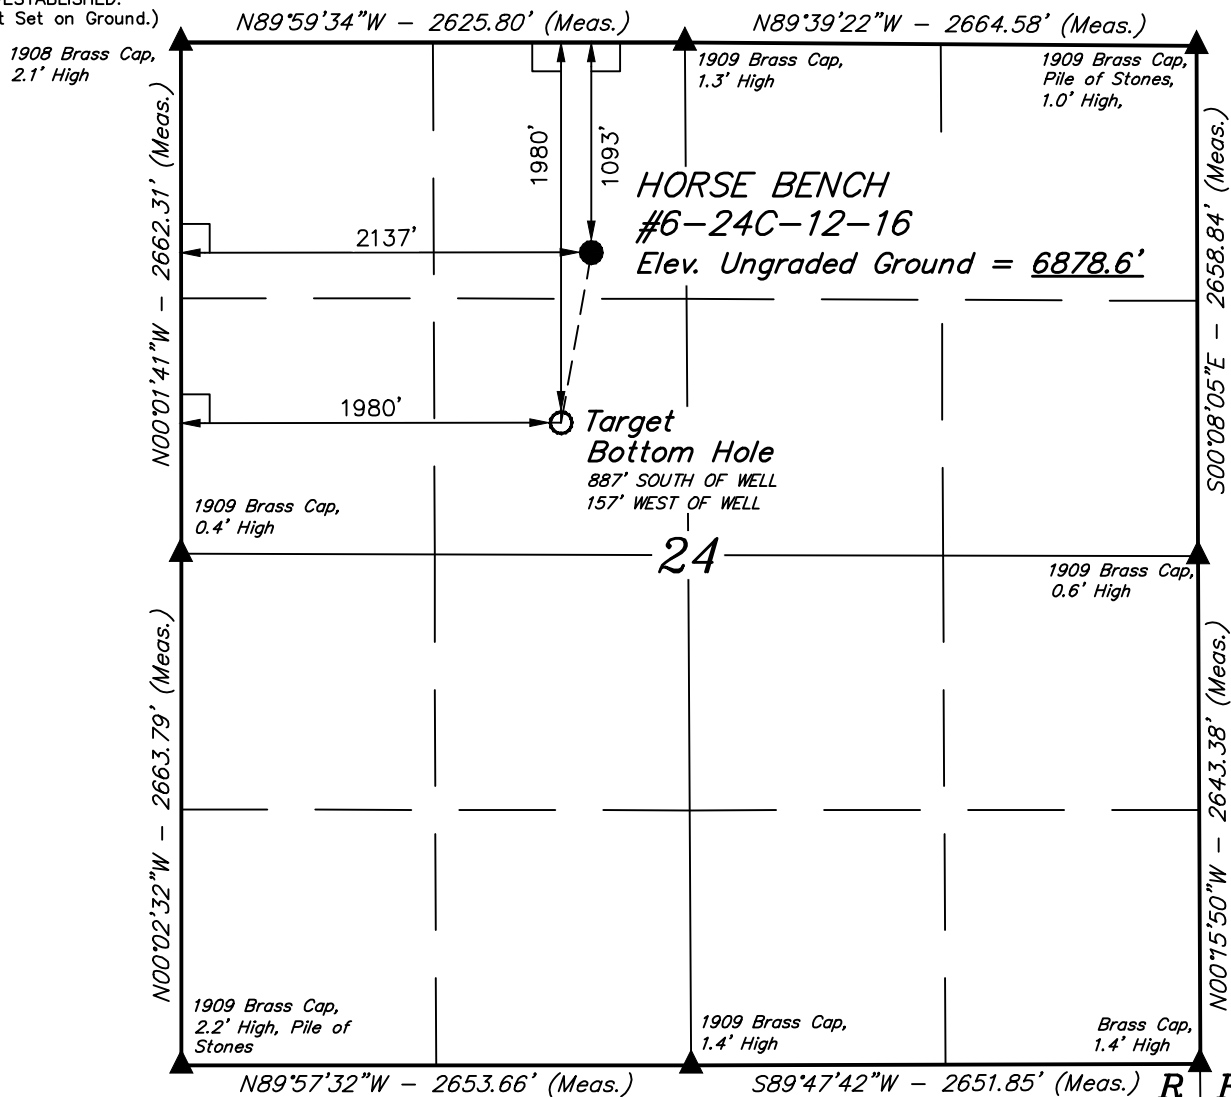 ESTABLISHED.
t Set on Ground.)
N89°59'34"W - 2625.80' (Meas.)
N89°39'22"W - 2664.58' (Meas.)
1908 Brass Cap,
2.1' High
1909 Brass Cap,
1.3' High
1909 Brass Cap,
Pile of Stones,
1.0' High,
N00°01'41"W - 2662.31' (Meas.)
1980'
1093'
S00°08'05"E - 2658.84' (Meas.)
HORSE BENCH
#6-24C-12-16
Elev. Ungraded Ground = 6878.6'
2137'
1980'
Target
Bottom Hole
887' SOUTH OF WELL
157' WEST OF WELL
1909 Brass Cap,
0.4' High
24
1909 Brass Cap,
0.6' High
N00°02'32"W - 2663.79' (Meas.)
N00°15'50"W - 2643.38' (Meas.)
1909 Brass Cap,
2.2' High, Pile of
Stones
1909 Brass Cap,
1.4' High
Brass Cap,
1.4' High
N89°57'32"W - 2653.66' (Meas.)
S89°47'42"W - 2651.85' (Meas.)
R